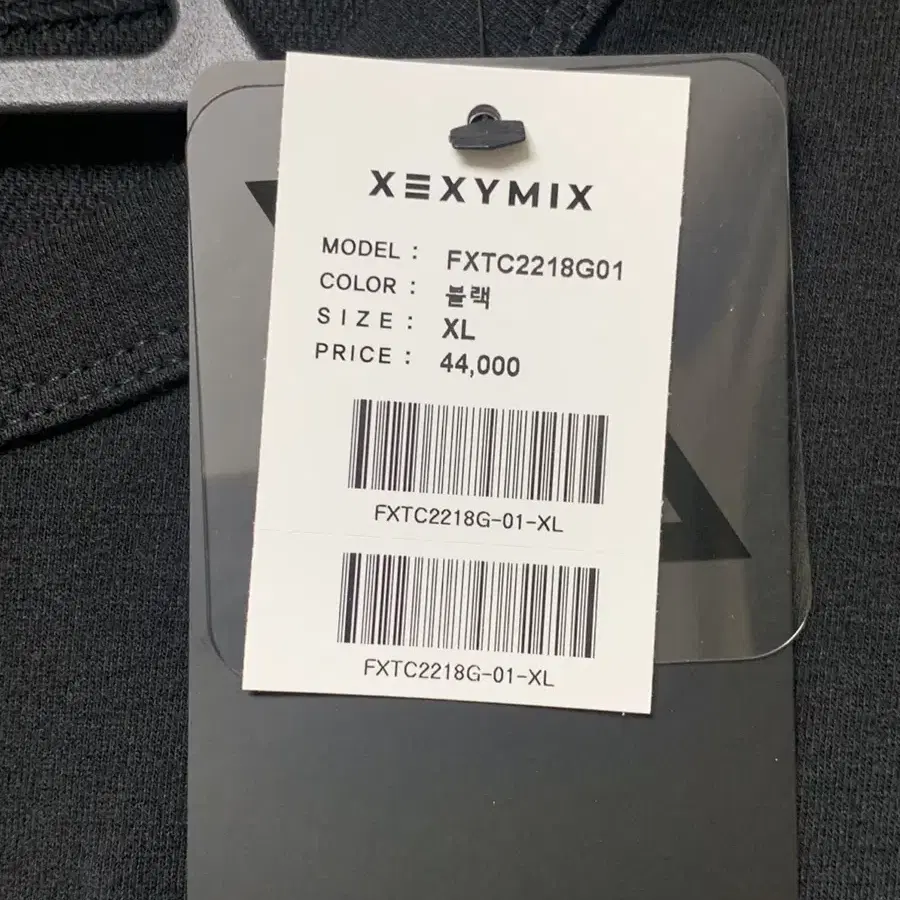 XEXYMIX
MODEL : FXTC2218G01
COLOR : 블랙
SIZE : XL
PRICE : 44,000
FXTC2218G-01-XL
FXTC2218G-01-XL